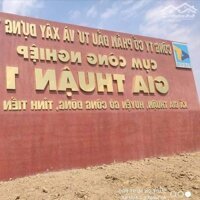 CÔNG TY CỔ PHẦN ĐẦU TƯ VÀ XÂY DỰNG
CỤM CÔNG NGHIỆP
GIA THUẬN 1
XÃ GIA THUẬN, HUYỆN GÒ CÔNG ĐÔNG, TỈNH TIỀN